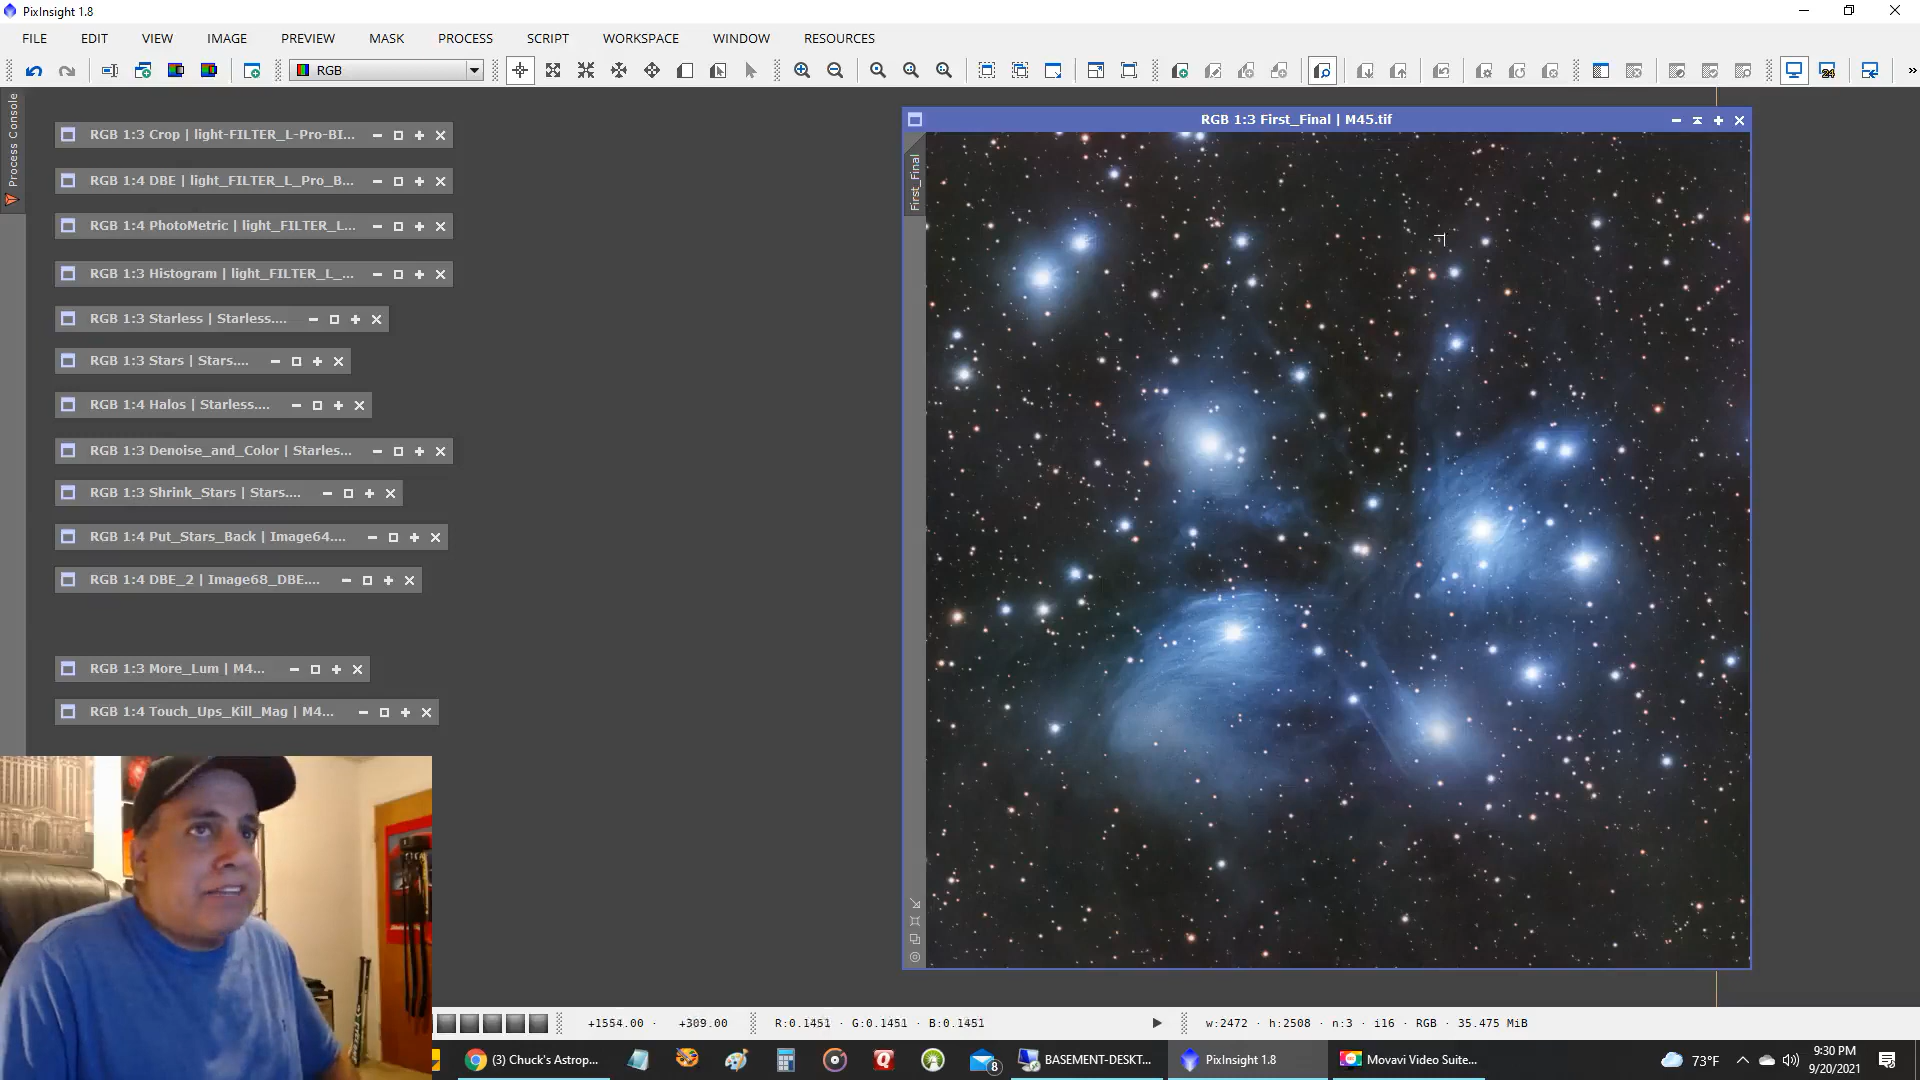 PixInsight 1.8
FILE EDIT VIEW IMAGE PREVIEW MASK PROCESS SCRIPT WORKSPACE WINDOW RESOURCES
RGB
24
Process Console
RGB 1:3 Crop | light-FILTER_L-Pro-BI...
RGB 1:4 DBE | light_FILTER_L_Pro_B...
RGB 1:4 PhotoMetric | light_FILTER_L...
RGB 1:3 Histogram | light_FILTER_L_...
RGB 1:3 Starless | Starless....
RGB 1:3 Stars | Stars....
RGB 1:4 Halos | Starless....
RGB 1:3 Denoise_and_Color | Starles...
RGB 1:3 Shrink_Stars | Stars....
RGB 1:4 Put_Stars_Back | Image64....
RGB 1:4 DBE_2 | Image68_DBE....
RGB 1:3 More_Lum | M4...
RGB 1:4 Touch_Ups_Kill_Mag | M4...
RGB 1:3 First_Final | M45.tif
First_Final
+1554.00 · +309.00 R:0.1451 · G:0.1451 · B:0.1451 w:2472 · h:2508 · n:3 · i16 · RGB · 35.475 MiB
(3) Chuck's Astrop...
Q
8
BASEMENT-DESKT...
PixInsight 1.8
Movavi Video Suite...
73°F
9:30 PM
9/20/2021